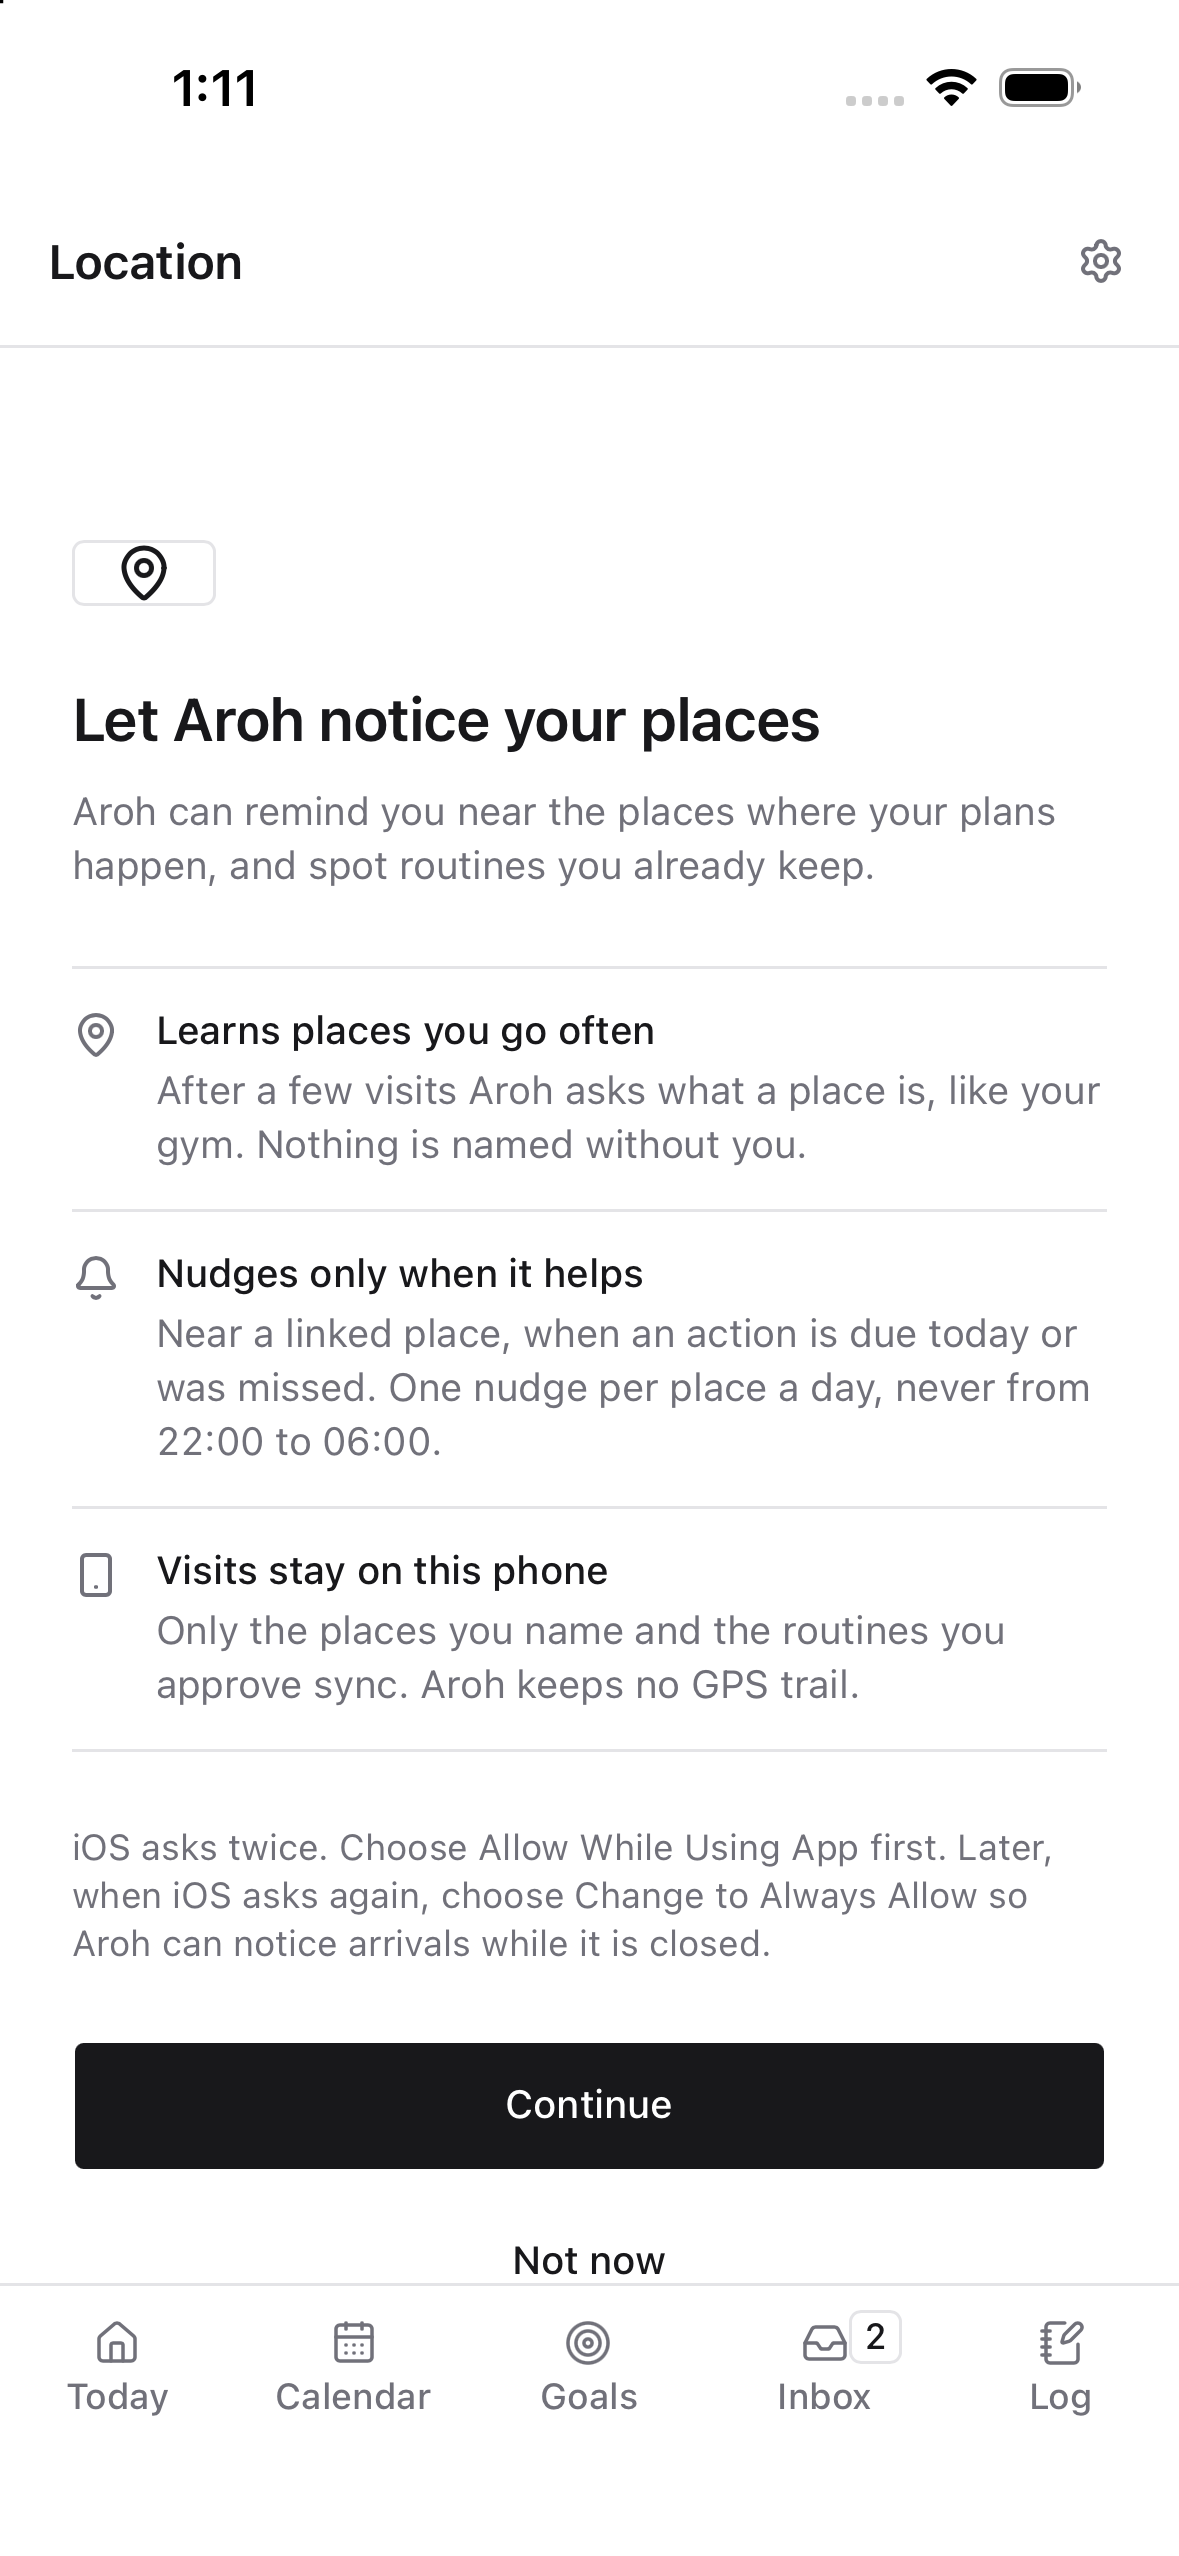 1:11
Location
Let Aroh notice your places
Aroh can remind you near the places where your plans
happen, and spot routines you already keep.
Learns places you go often
After a few visits Aroh asks what a place is, like your
gym. Nothing is named without you.
Nudges only when it helps
Near a linked place, when an action is due today or
was missed. One nudge per place a day, never from
22:00 to 06:00.
Visits stay on this phone
Only the places you name and the routines you
approve sync. Aroh keeps no GPS trail.
iOS asks twice. Choose Allow While Using App first. Later,
when iOS asks again, choose Change to Always Allow so
Aroh can notice arrivals while it is closed.
Continue
Not now
2
Today Calendar Goals Inbox Log